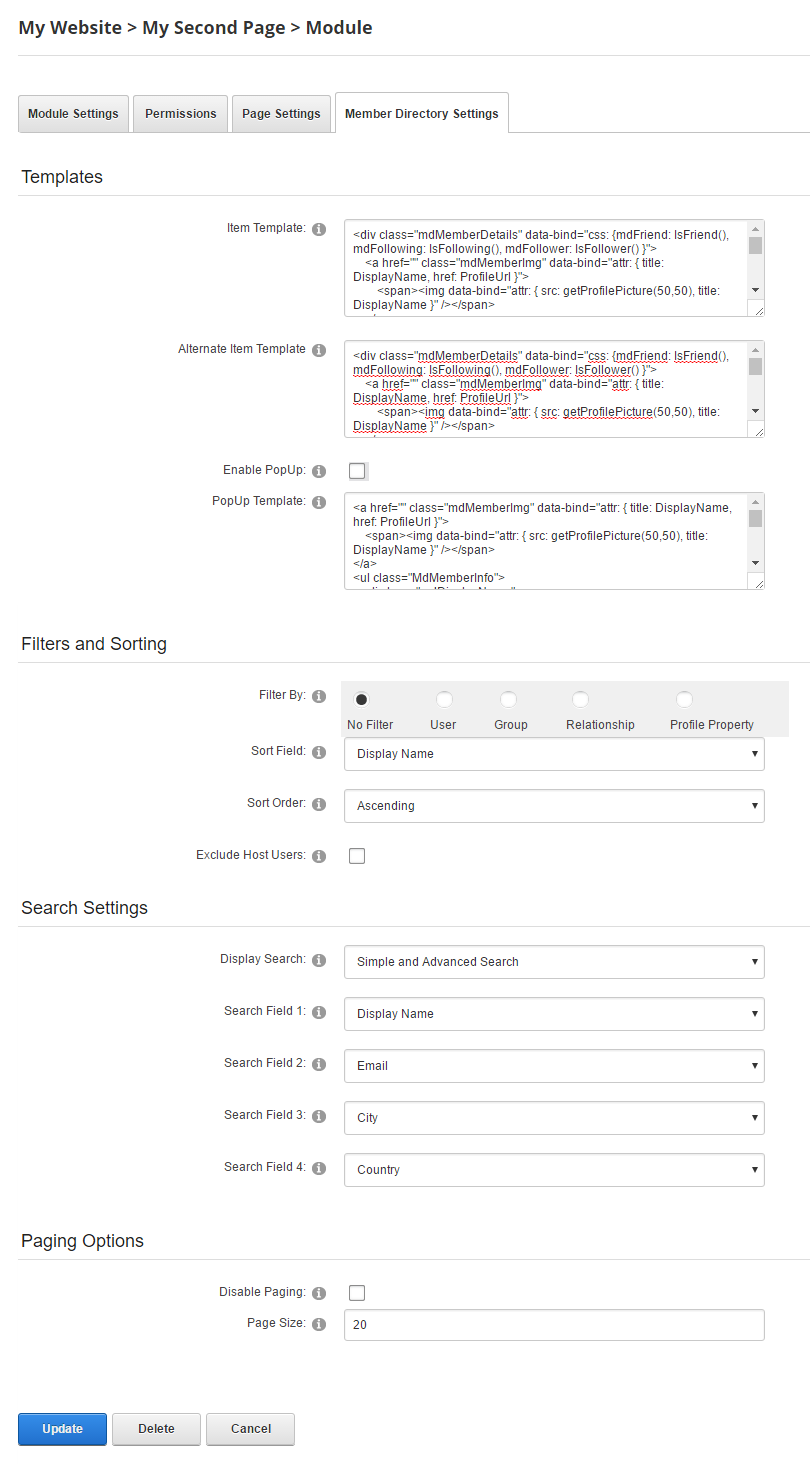 My Website > My Second Page > Module
Module Settings Permissions Page Settings Member Directory Settings
Templates
Item Template:
<div class="mdMemberDetails" data-bind="css: {mdFriend: IsFriend(),
mdFollowing: IsFollowing(), mdFollower: IsFollower() }">
<a href="" class="mdMemberImg" data-bind="attr: { title:
DisplayName, href: ProfileUrl }">
<span><img data-bind="attr: { src: getProfilePicture(50,50), title:
DisplayName }" /></span>
Alternate Item Template
<div class="mdMemberDetails" data-bind="css: {mdFriend: IsFriend(),
mdFollowing: IsFollowing(), mdFollower: IsFollower() }">
<a href="" class="mdMemberImg" data-bind="attr: { title:
DisplayName, href: ProfileUrl }">
<span><img data-bind="attr: { src: getProfilePicture(50,50), title:
DisplayName }" /></span>
Enable PopUp:
PopUp Template:
<a href="" class="mdMemberImg" data-bind="attr: { title: DisplayName,
href: ProfileUrl }">
<span><img data-bind="attr: { src: getProfilePicture(50,50), title:
DisplayName }" /></span>
</a>
<ul class="MdMemberInfo">
Filters and Sorting
Filter By:
No Filter User Group Relationship Profile Property
Sort Field: Display Name
Sort Order: Ascending
Exclude Host Users:
Search Settings
Display Search: Simple and Advanced Search
Search Field 1: Display Name
Search Field 2: Email
Search Field 3: City
Search Field 4: Country
Paging Options
Disable Paging:
Page Size: 20
Update Delete Cancel